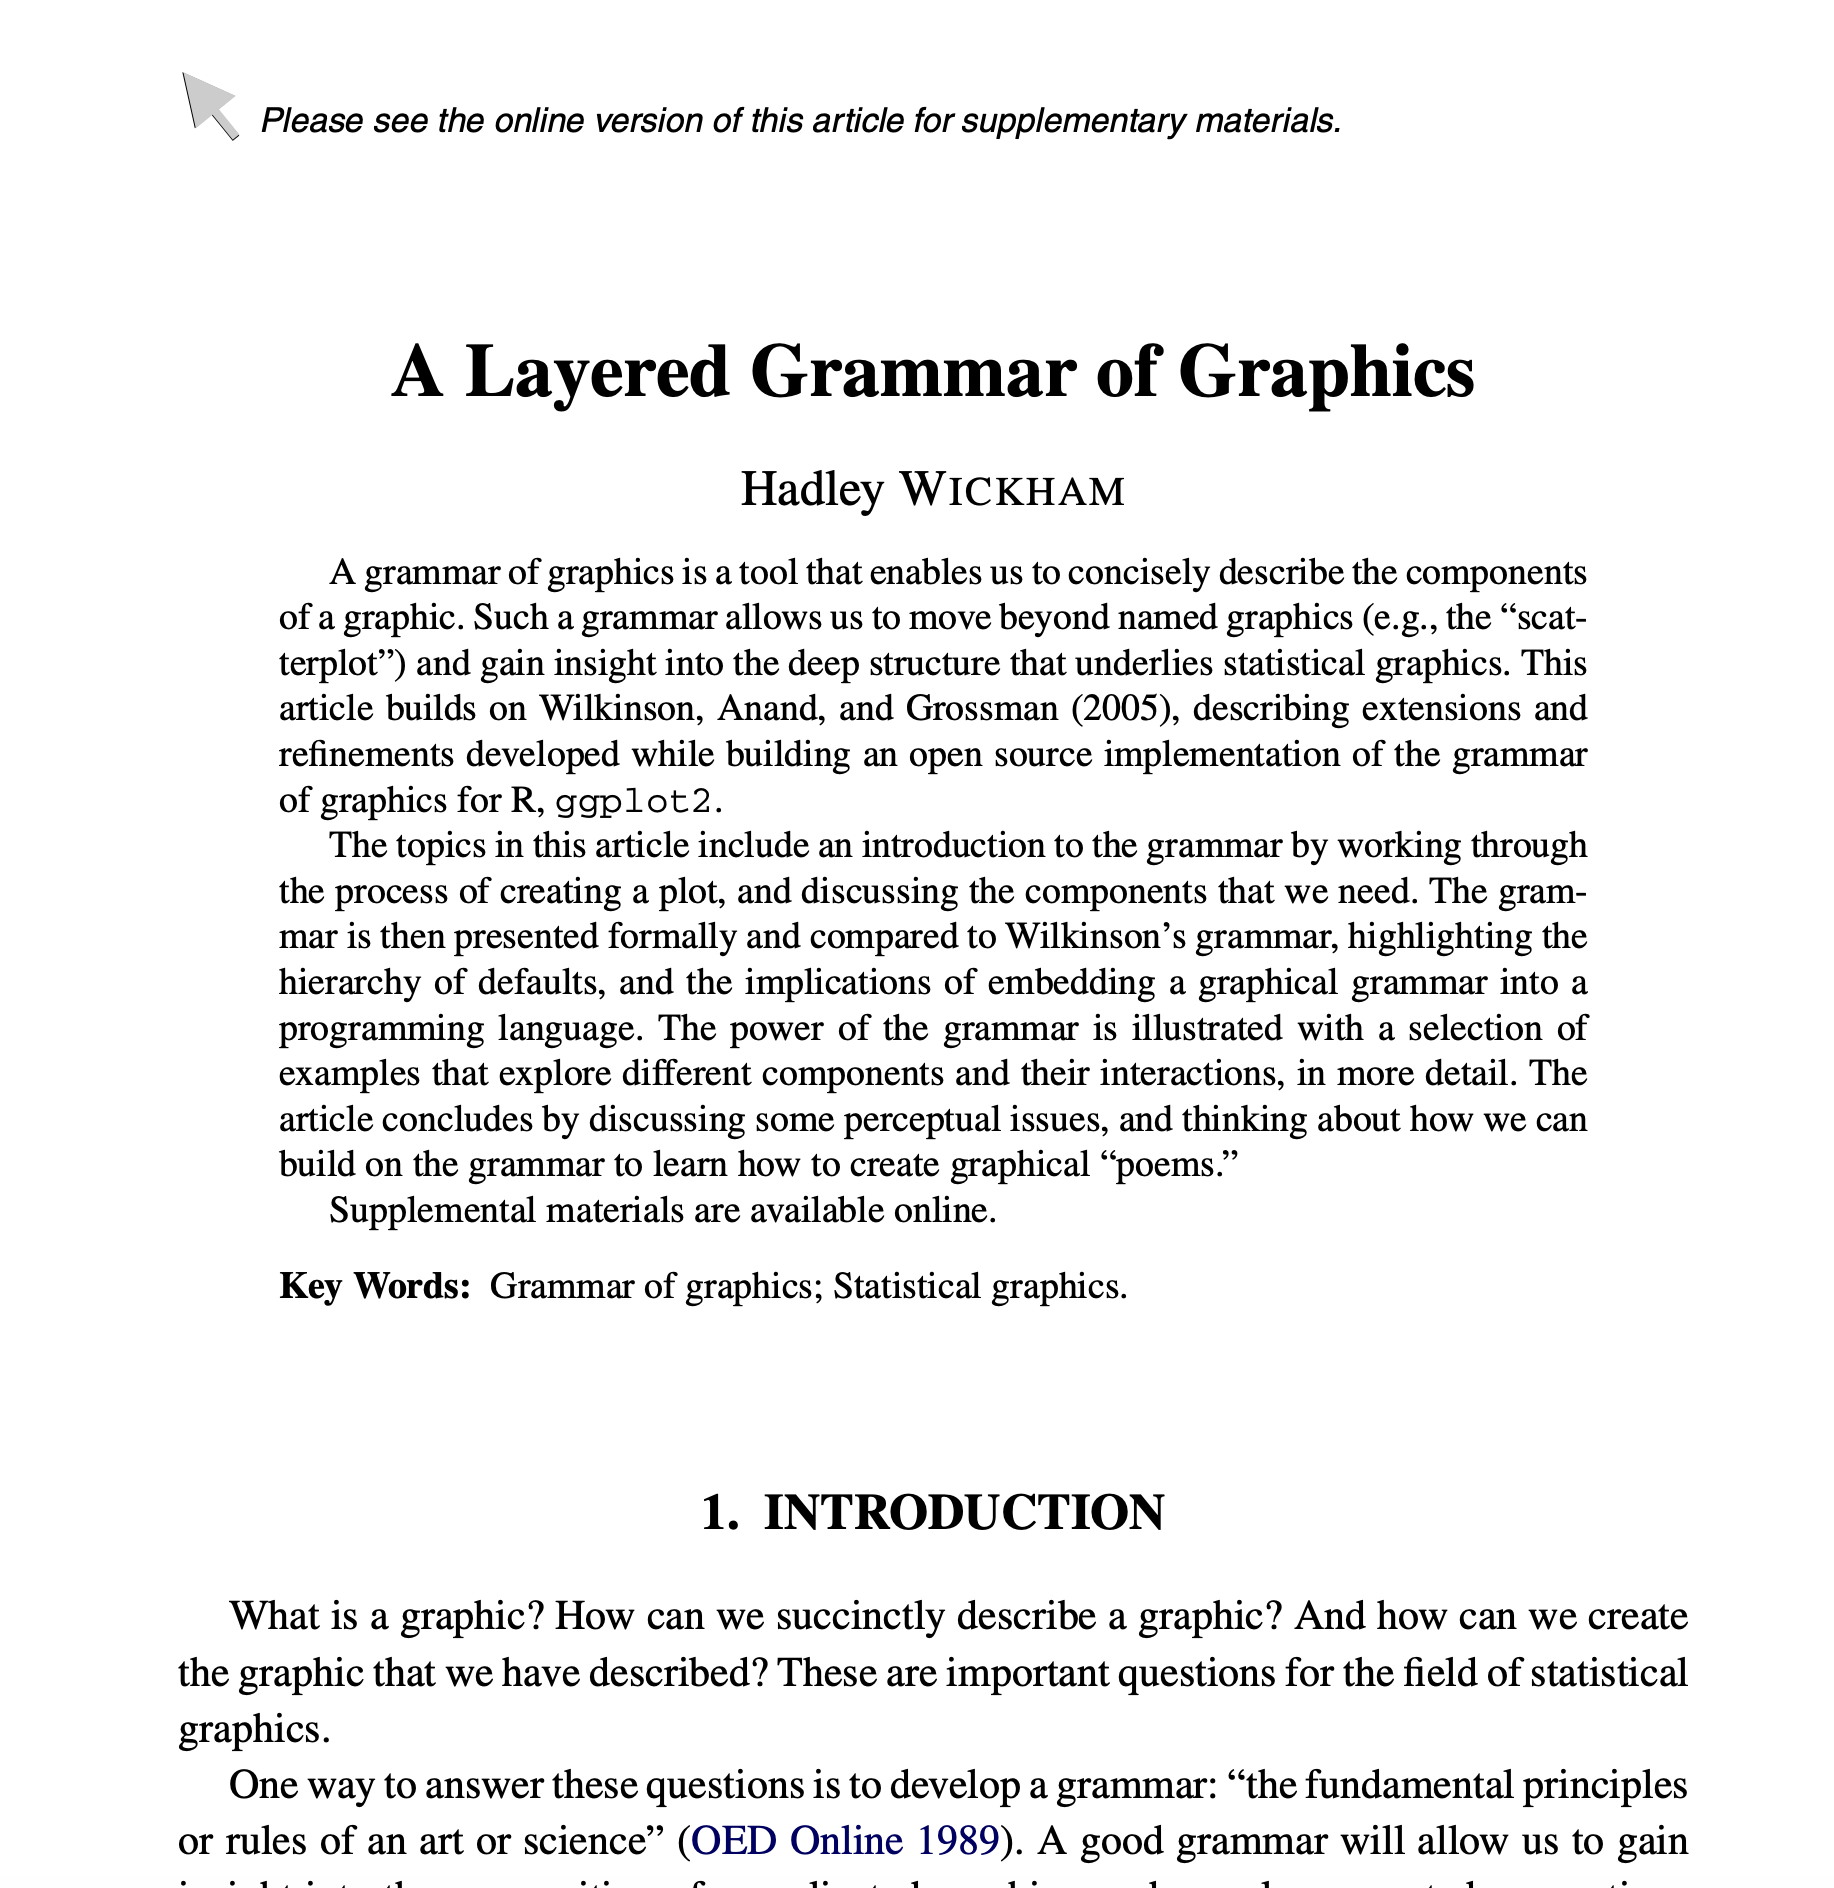 Please see the online version of this article for supplementary materials.
A Layered Grammar of Graphics
Hadley WICKHAM
A grammar of graphics is a tool that enables us to concisely describe the components
of a graphic. Such a grammar allows us to move beyond named graphics (e.g., the “scat-
terplot”) and gain insight into the deep structure that underlies statistical graphics. This
article builds on Wilkinson, Anand, and Grossman (2005), describing extensions and
refinements developed while building an open source implementation of the grammar
of graphics for R, ggplot2.
The topics in this article include an introduction to the grammar by working through
the process of creating a plot, and discussing the components that we need. The gram-
mar is then presented formally and compared to Wilkinson’s grammar, highlighting the
hierarchy of defaults, and the implications of embedding a graphical grammar into a
programming language. The power of the grammar is illustrated with a selection of
examples that explore different components and their interactions, in more detail. The
article concludes by discussing some perceptual issues, and thinking about how we can
build on the grammar to learn how to create graphical “poems.”
Supplemental materials are available online.
Key Words: Grammar of graphics; Statistical graphics.
1. INTRODUCTION
What is a graphic? How can we succinctly describe a graphic? And how can we create
the graphic that we have described? These are important questions for the field of statistical
graphics.
One way to answer these questions is to develop a grammar: “the fundamental principles
or rules of an art or science” (OED Online 1989). A good grammar will allow us to gain